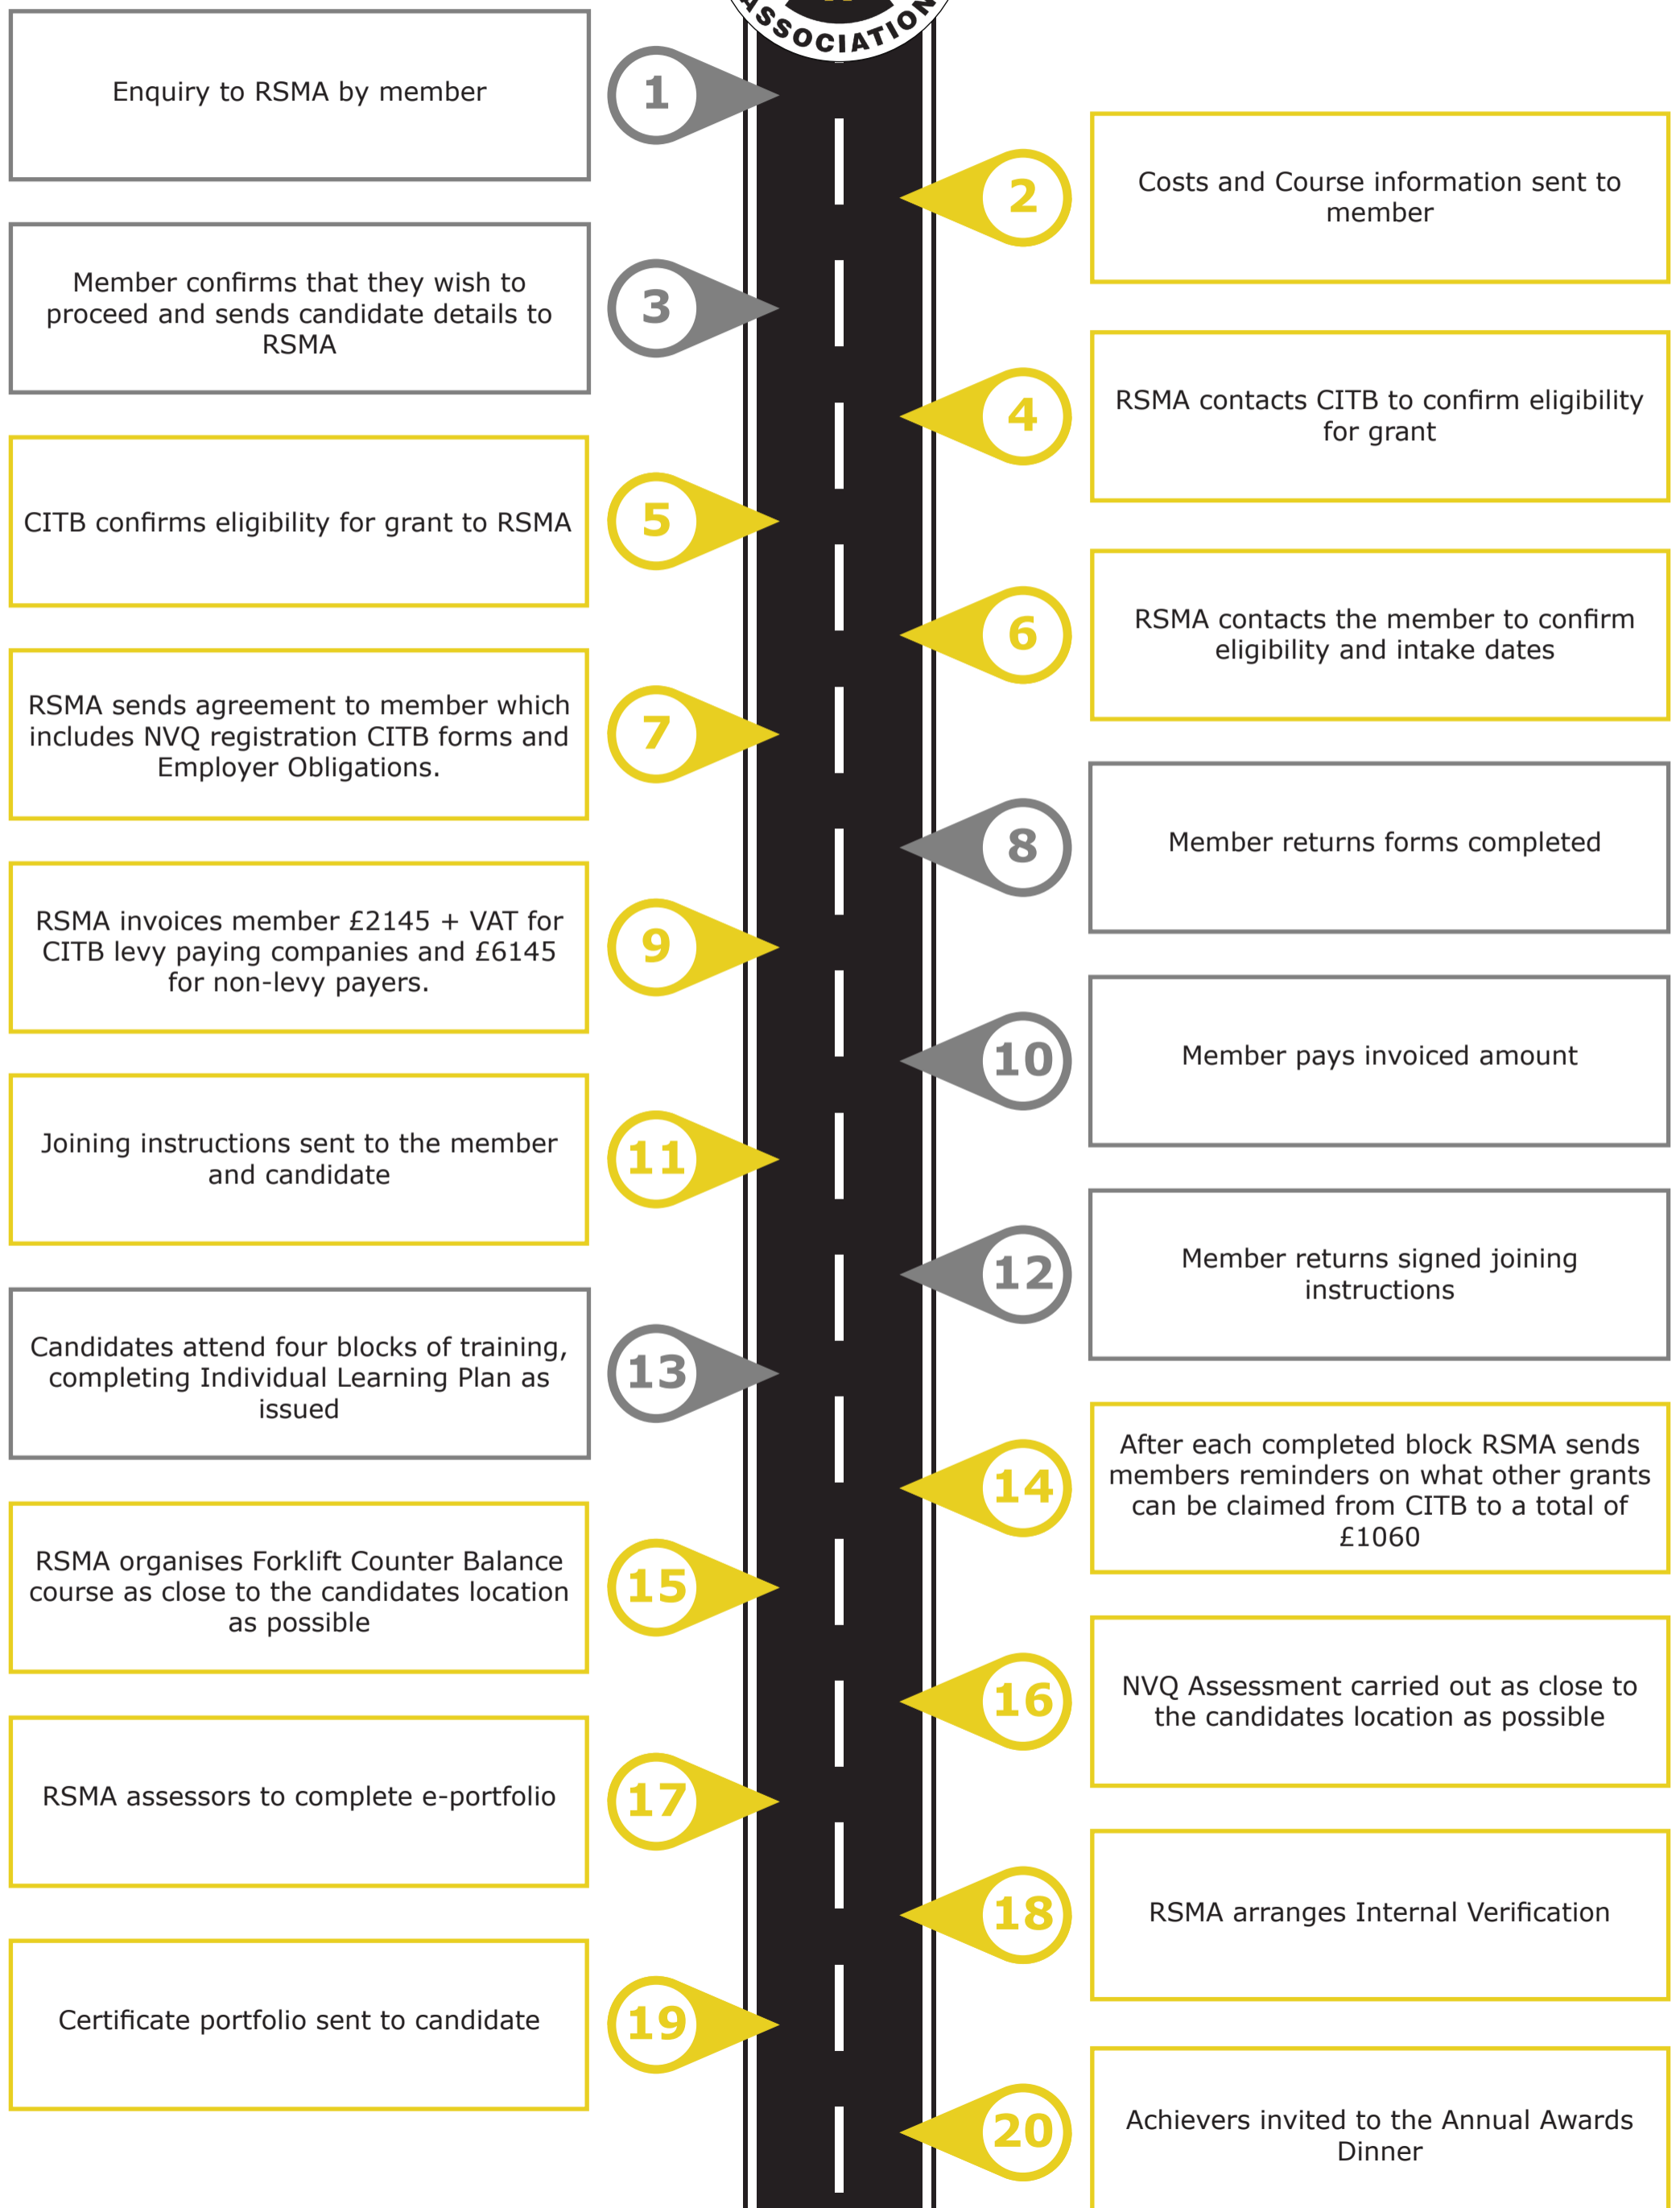 ASSOCIATION
Enquiry to RSMA by member
1
2
Costs and Course information sent to
member
Member confirms that they wish to
proceed and sends candidate details to
RSMA
3
4
RSMA contacts CITB to confirm eligibility
for grant
CITB confirms eligibility for grant to RSMA
5
6
RSMA contacts the member to confirm
eligibility and intake dates
RSMA sends agreement to member which
includes NVQ registration CITB forms and
Employer Obligations.
7
8
Member returns forms completed
RSMA invoices member £2145 + VAT for
CITB levy paying companies and £6145
for non-levy payers.
9
10
Member pays invoiced amount
Joining instructions sent to the member
and candidate
11
12
Member returns signed joining
instructions
Candidates attend four blocks of training,
completing Individual Learning Plan as
issued
13
14
After each completed block RSMA sends
members reminders on what other grants
can be claimed from CITB to a total of
£1060
RSMA organises Forklift Counter Balance
course as close to the candidates location
as possible
15
16
NVQ Assessment carried out as close to
the candidates location as possible
RSMA assessors to complete e-portfolio
17
18
RSMA arranges Internal Verification
Certificate portfolio sent to candidate
19
20
Achievers invited to the Annual Awards
Dinner